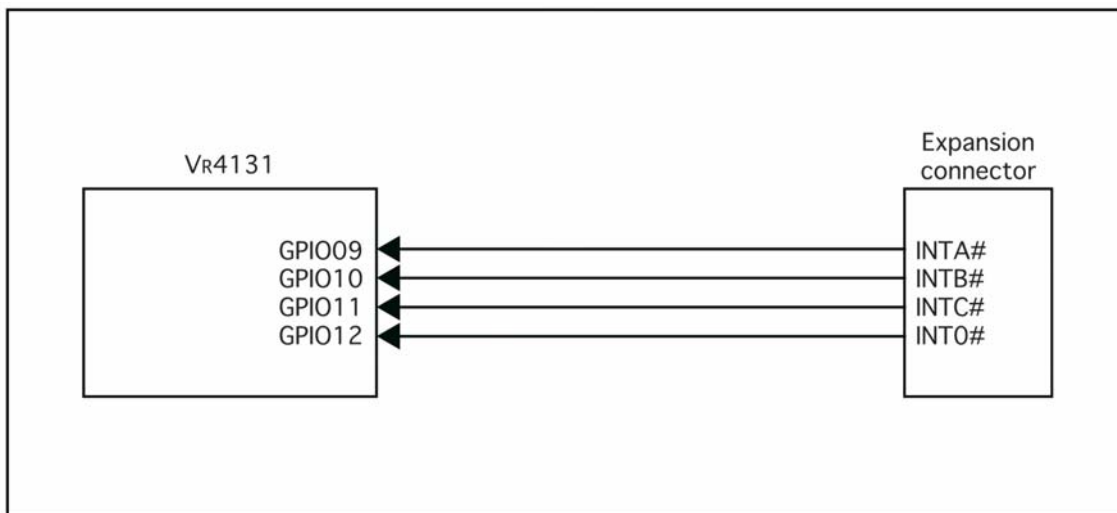 VR4131
Expansion
connector
GPIO09
GPIO10
GPIO11
GPIO12
INTA#
INTB#
INTC#
INT0#